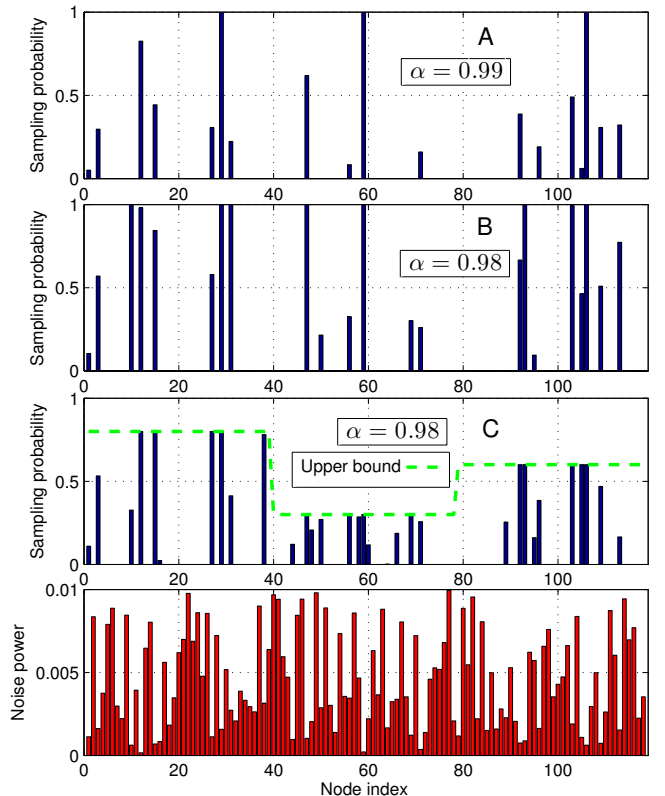 1
0.5
0
Sampling probability
A
α = 0.99
0 20 40 60 80 100
1
0.5
0
Sampling probability
B
α = 0.98
0 20 40 60 80 100
1
0.5
0
Sampling probability
α = 0.98
C
Upper bound
0 20 40 60 80 100
0.01
0.005
0
Noise power
0 20 40 60 80 100
Node index